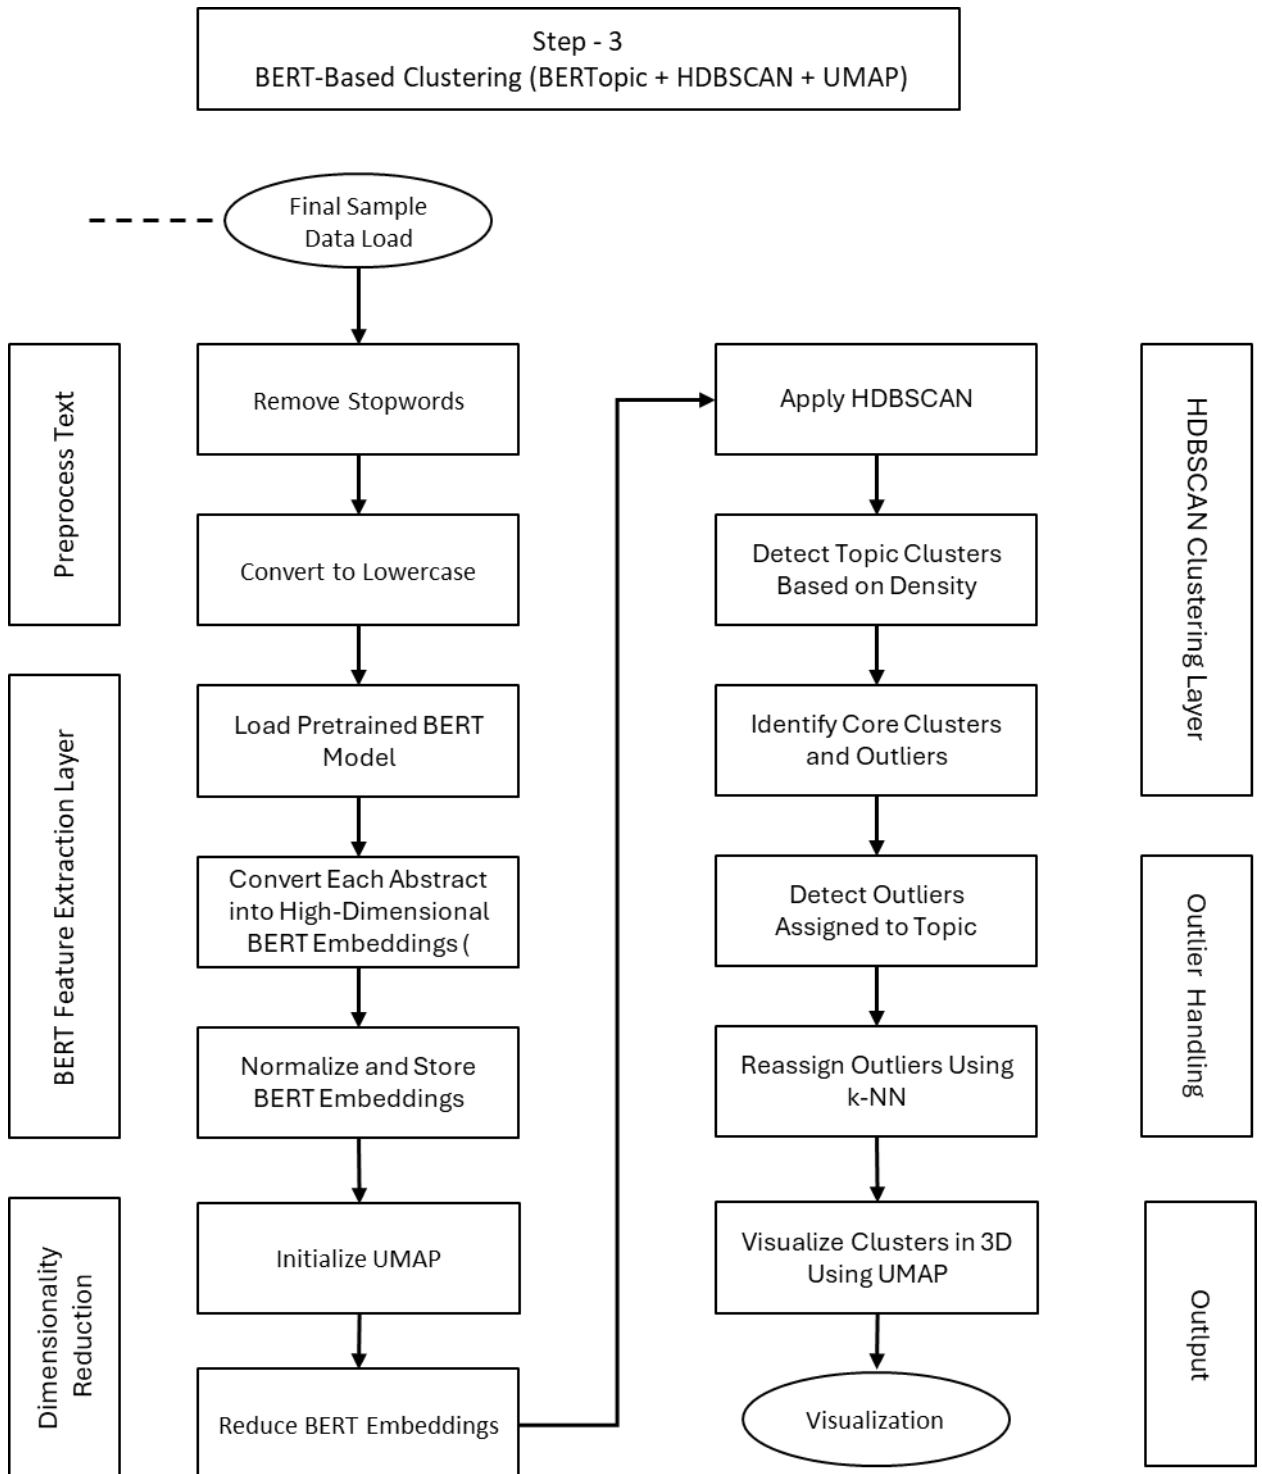 Step - 3
BERT-Based Clustering (BERTopic + HDBSCAN + UMAP)
Final Sample
Data Load
Preprocess Text
Remove Stopwords
Convert to Lowercase
BERT Feature Extraction Layer
Load Pretrained BERT
Model
Convert Each Abstract
into High-Dimensional
BERT Embeddings (
Normalize and Store
BERT Embeddings
Dimensionality
Reduction
Initialize UMAP
Reduce BERT Embeddings
Apply HDBSCAN
Detect Topic Clusters
Based on Density
Identify Core Clusters
and Outliers
HDBSCAN Clustering Layer
Detect Outliers
Assigned to Topic
Reassign Outliers Using
k-NN
Outlier Handling
Visualize Clusters in 3D
Using UMAP
Visualization
Outlput